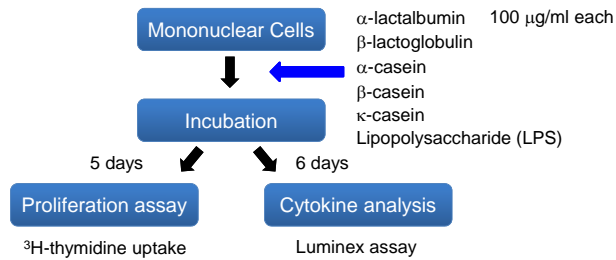 Mononuclear Cells
α-lactalbumin 100 μg/ml each
β-lactoglobulin
α-casein
β-casein
κ-casein
Lipopolysaccharide (LPS)
Incubation
5 days
6 days
Proliferation assay
Cytokine analysis
³H-thymidine uptake
Luminex assay